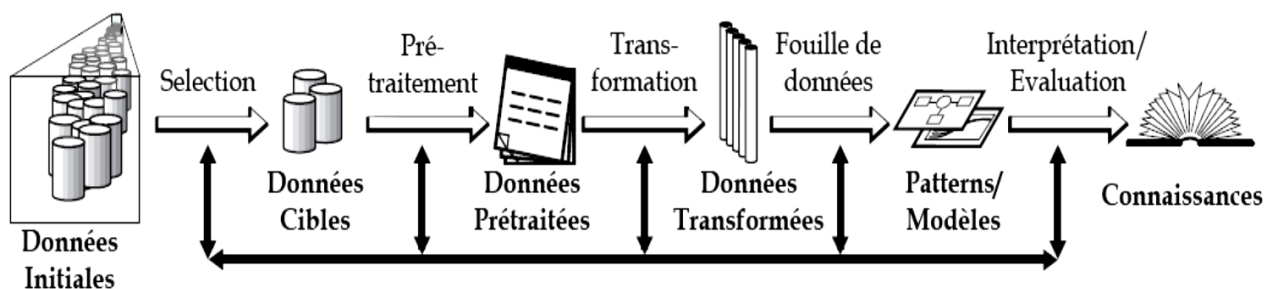 Données
Initiales
Selection
Données
Cibles
Pré-
traitement
Données
Prétraitées
Trans-
formation
Données
Transformées
Fouille de
données
Patterns/
Modèles
Interprétation/
Evaluation
Connaissances